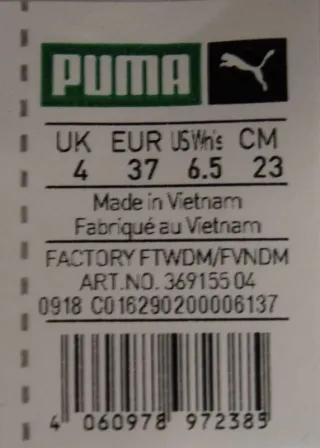 PUMA
UK EUR US Wn's CM
4 37 6.5 23
Made in Vietnam
Fabriqué au Vietnam
FACTORY FTWDM/FVNDM
ART.NO. 369155 04
0918 C016290200006137
4 060978 972385